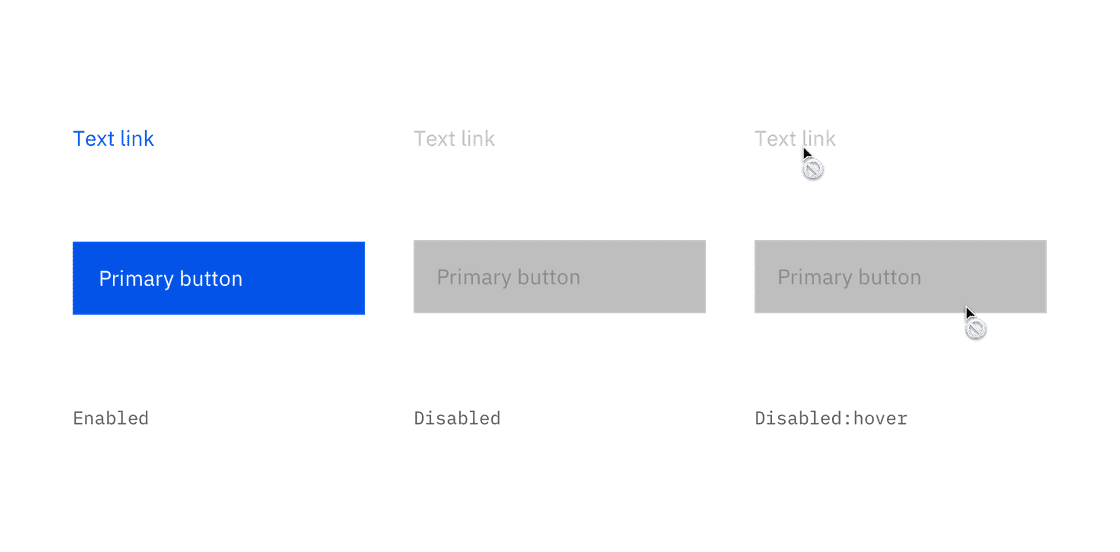 Text link
Text link
Text link
Primary button
Primary button
Primary button
Enabled
Disabled
Disabled:hover